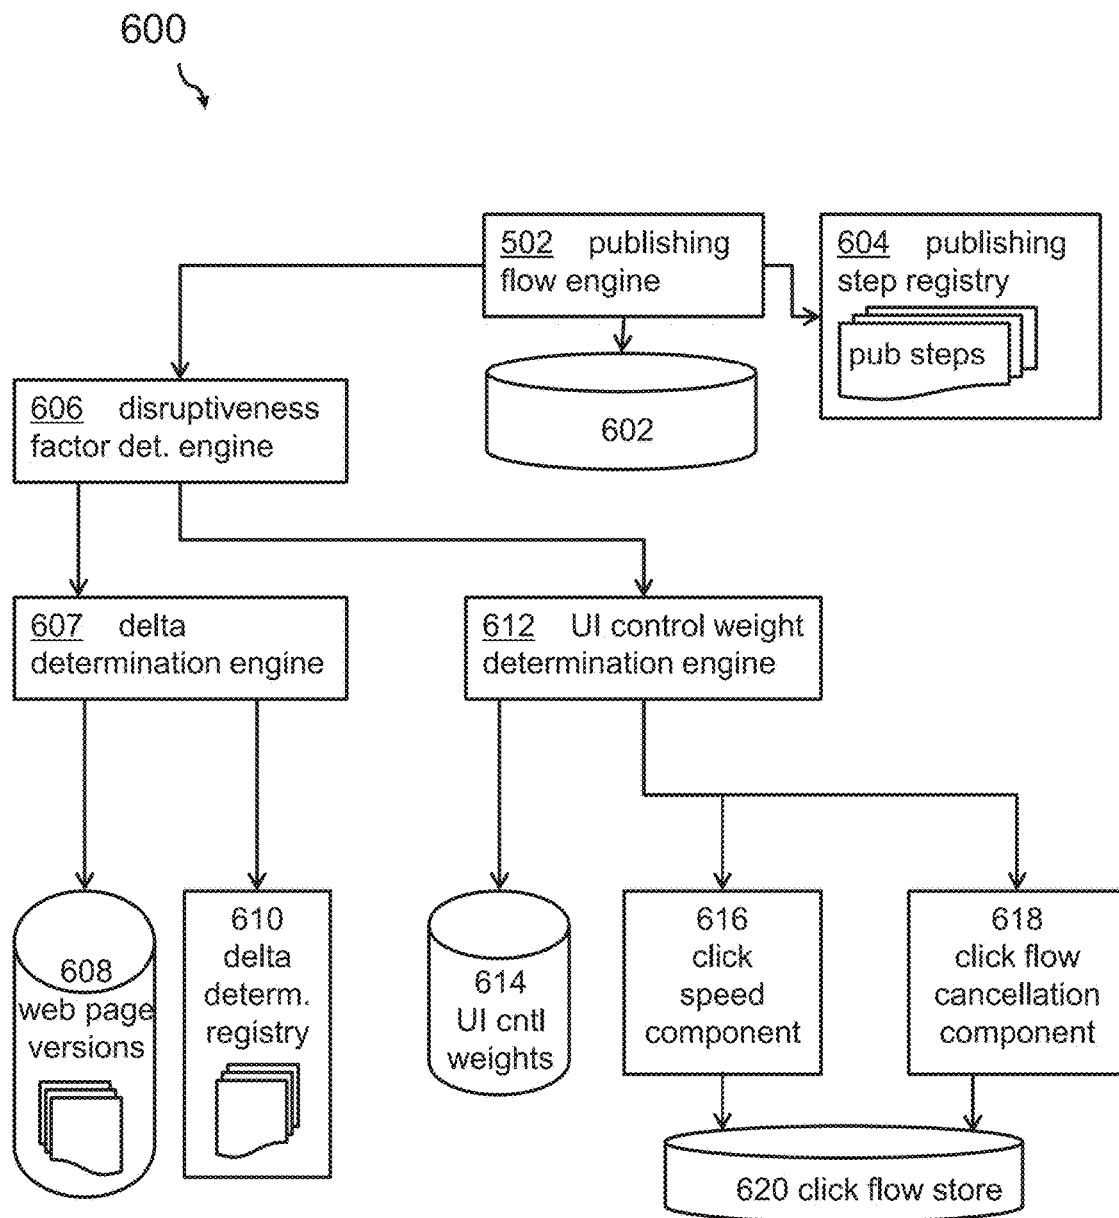 600
502 publishing
flow engine
604 publishing
step registry
pub steps
602
606 disruptiveness
factor det. engine
607 delta
determination engine
612 UI control weight
determination engine
608
web page
versions
610
delta
determ.
registry
614
UI cntl
weights
616
click
speed
component
618
click flow
cancellation
component
620 click flow store